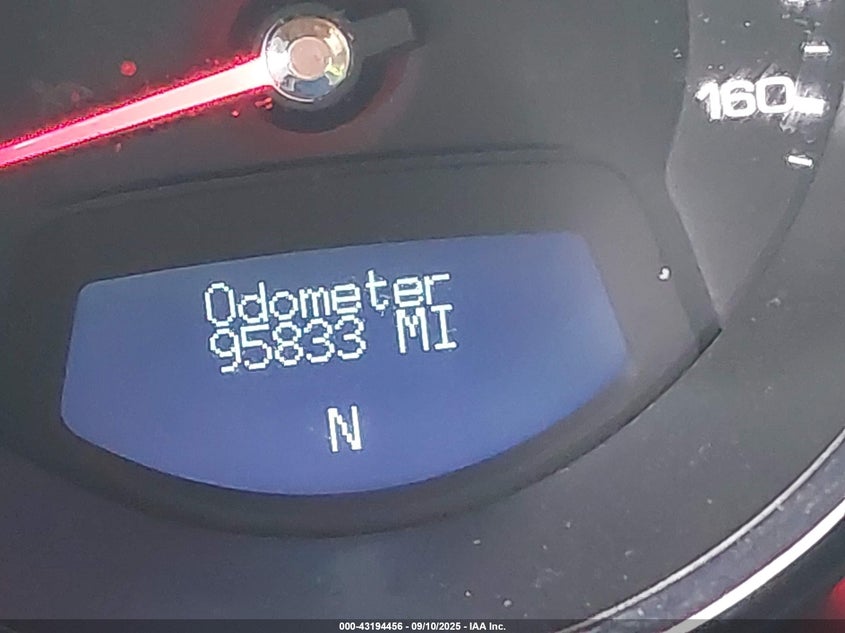 160
Odometer
95833 MI
N
000-43194456 - 09/10/2025 - IAA Inc.